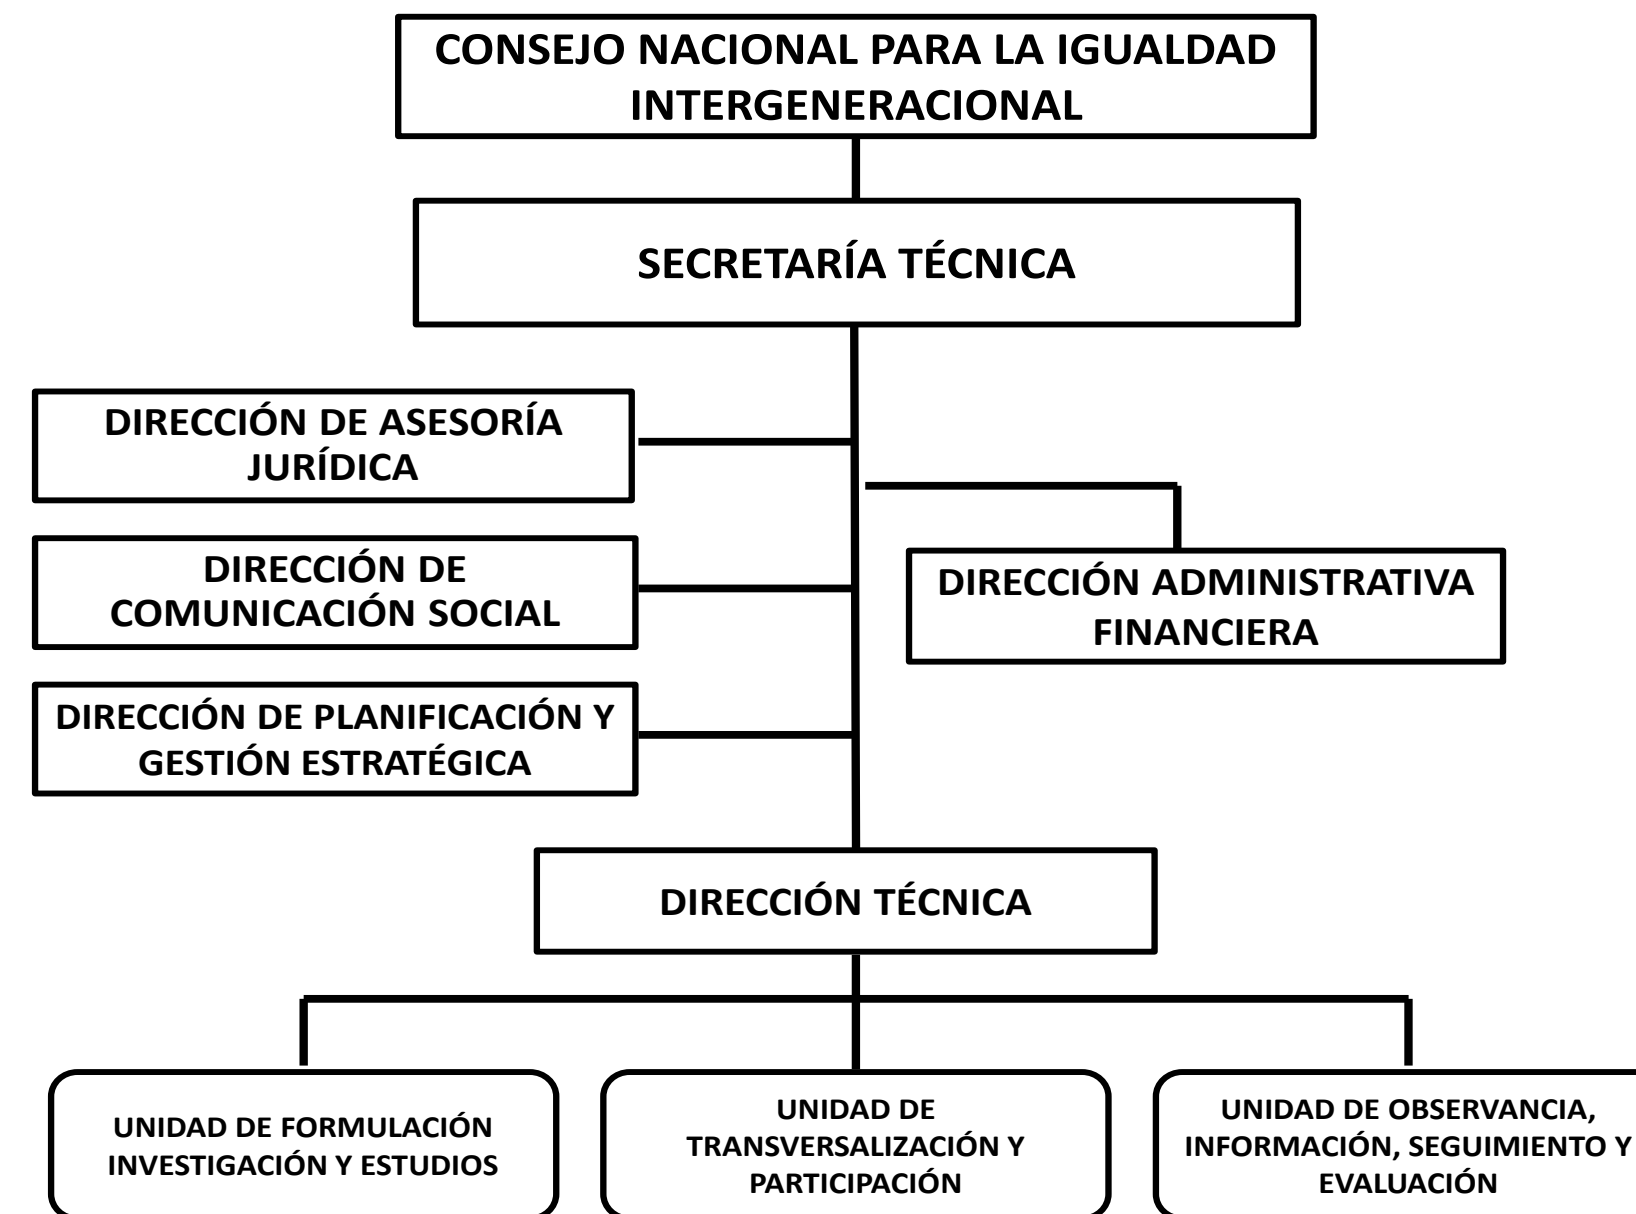 CONSEJO NACIONAL PARA LA IGUALDAD
INTERGENERACIONAL
SECRETARÍA TÉCNICA
DIRECCIÓN DE ASESORÍA
JURÍDICA
DIRECCIÓN DE
COMUNICACIÓN SOCIAL
DIRECCIÓN ADMINISTRATIVA
FINANCIERA
DIRECCIÓN DE PLANIFICACIÓN Y
GESTIÓN ESTRATÉGICA
DIRECCIÓN TÉCNICA
UNIDAD DE FORMULACIÓN
INVESTIGACIÓN Y ESTUDIOS
UNIDAD DE
TRANSVERSALIZACIÓN Y
PARTICIPACIÓN
UNIDAD DE OBSERVANCIA,
INFORMACIÓN, SEGUIMIENTO Y
EVALUACIÓN